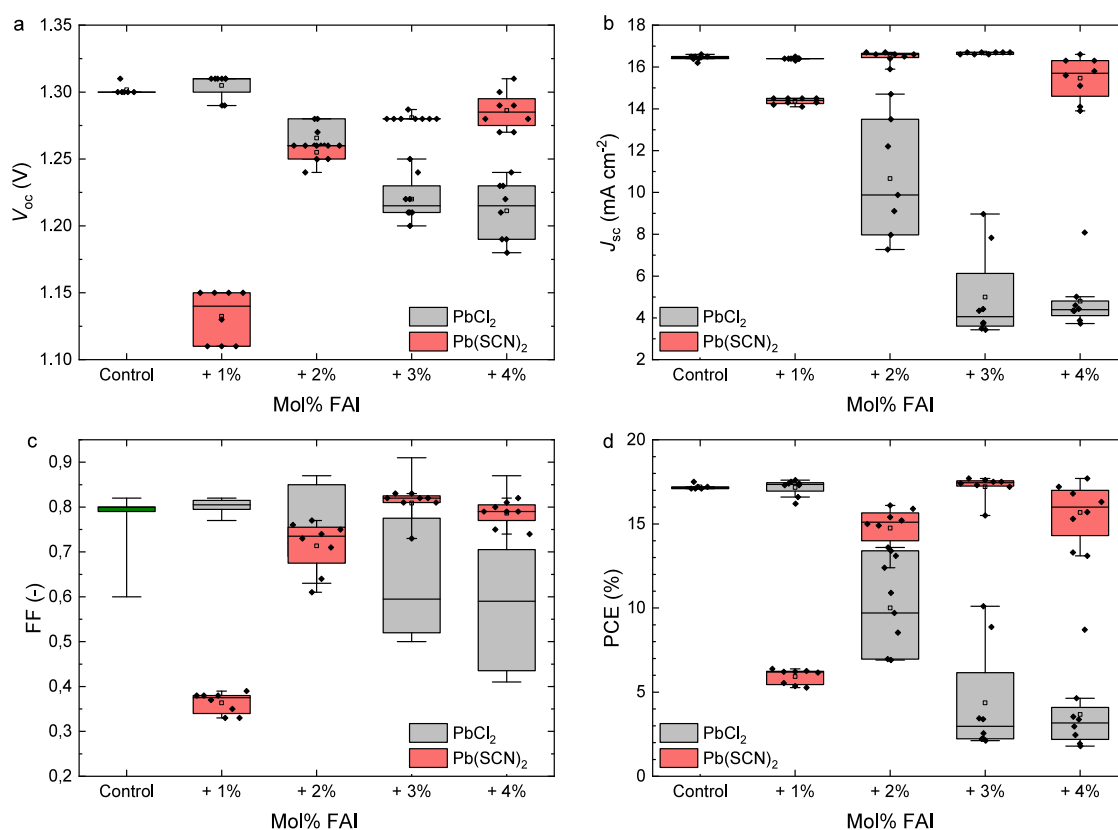 a
1.35
1.30
1.25
1.20
1.15
1.10
Voc (V)
PbCl2
Pb(SCN)2
Control + 1% + 2% + 3% + 4%
Mol% FAI
b
18
16
14
12
10
8
6
4
2
Jsc (mA cm-2)
PbCl2
Pb(SCN)2
Control + 1% + 2% + 3% + 4%
Mol% FAI
c
0,9
0,8
0,7
0,6
0,5
0,4
0,3
0,2
FF (-)
PbCl2
Pb(SCN)2
Control + 1% + 2% + 3% + 4%
Mol% FAI
d
20
15
10
5
0
PCE (%)
PbCl2
Pb(SCN)2
Control + 1% + 2% + 3% + 4%
Mol% FAI